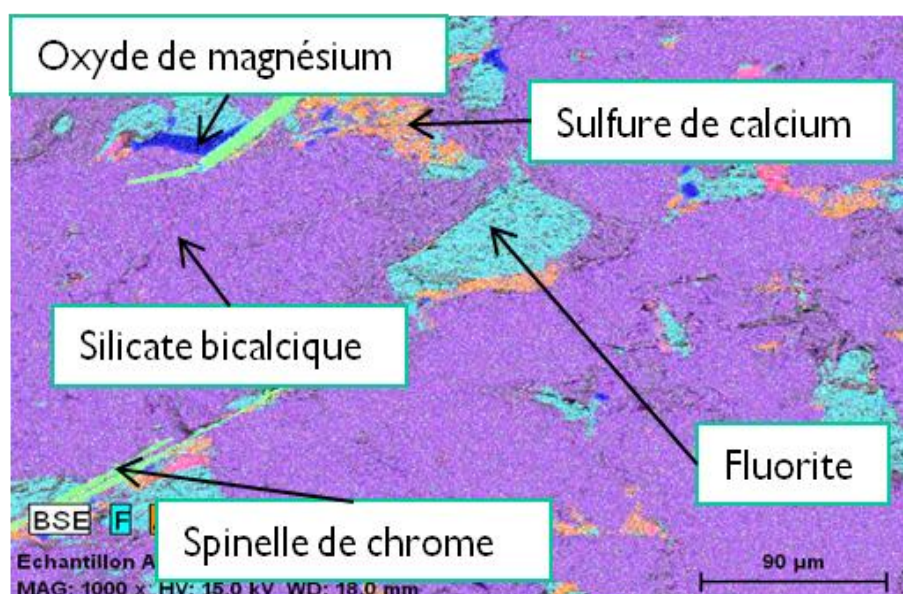 Oxyde de magnésium
Sulfure de calcium
Silicate bicalcique
Fluorite
BSE F
Spinelle de chrome
Echantillon A
90 µm
MAG: 1000 x HV: 15.0 kV WD: 18.0 mm